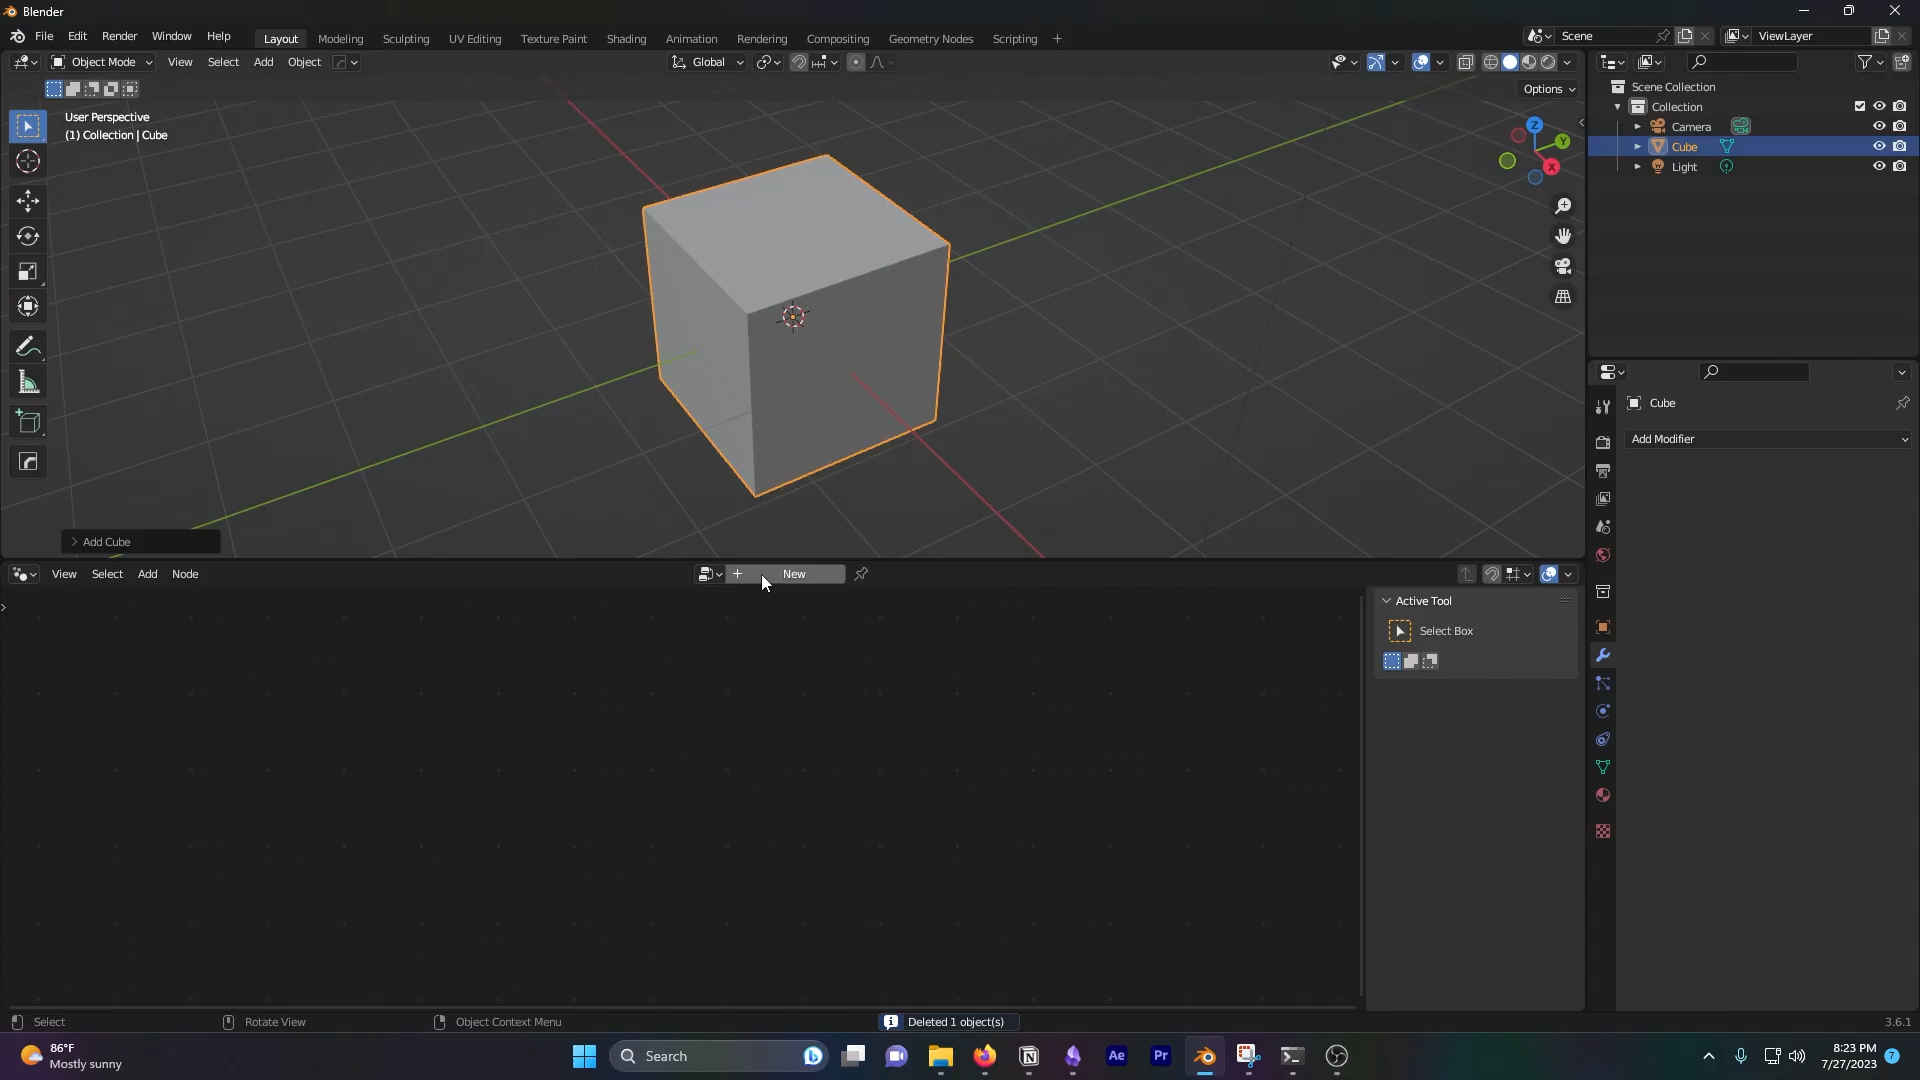 Blender
File Edit Render Window Help Layout Modeling Sculpting UV Editing Texture Paint Shading Animation Rendering Compositing Geometry Nodes Scripting + Scene ViewLayer
Object Mode View Select Add Object Global
Options
User Perspective
(1) Collection | Cube
Z
Y
X
Add Cube
Scene Collection
Collection
Camera
Cube
Light
Cube
Add Modifier
View Select Add Node New
Active Tool
Select Box
Select Rotate View Object Context Menu Deleted 1 object(s) 3.6.1
86°F
Mostly sunny
Search
N
Ae
Pr
8:23 PM
7/27/2023
7